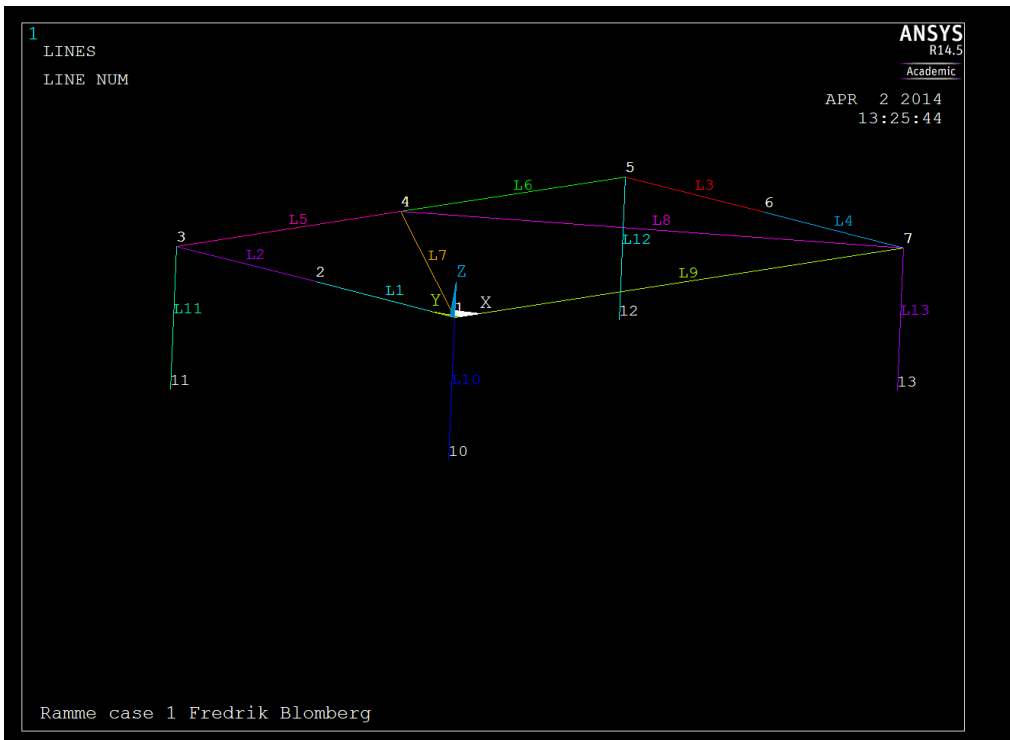 1
LINES
LINE NUM
ANSYS
R14.5
Academic
APR 2 2014
13:25:44
5
L6
L3
4
6
L5
L8
L4
3
L12
7
L2
L7
2
Z
L9
L1
Y
1
X
L11
12
L13
11
L10
13
10
Ramme case 1 Fredrik Blomberg